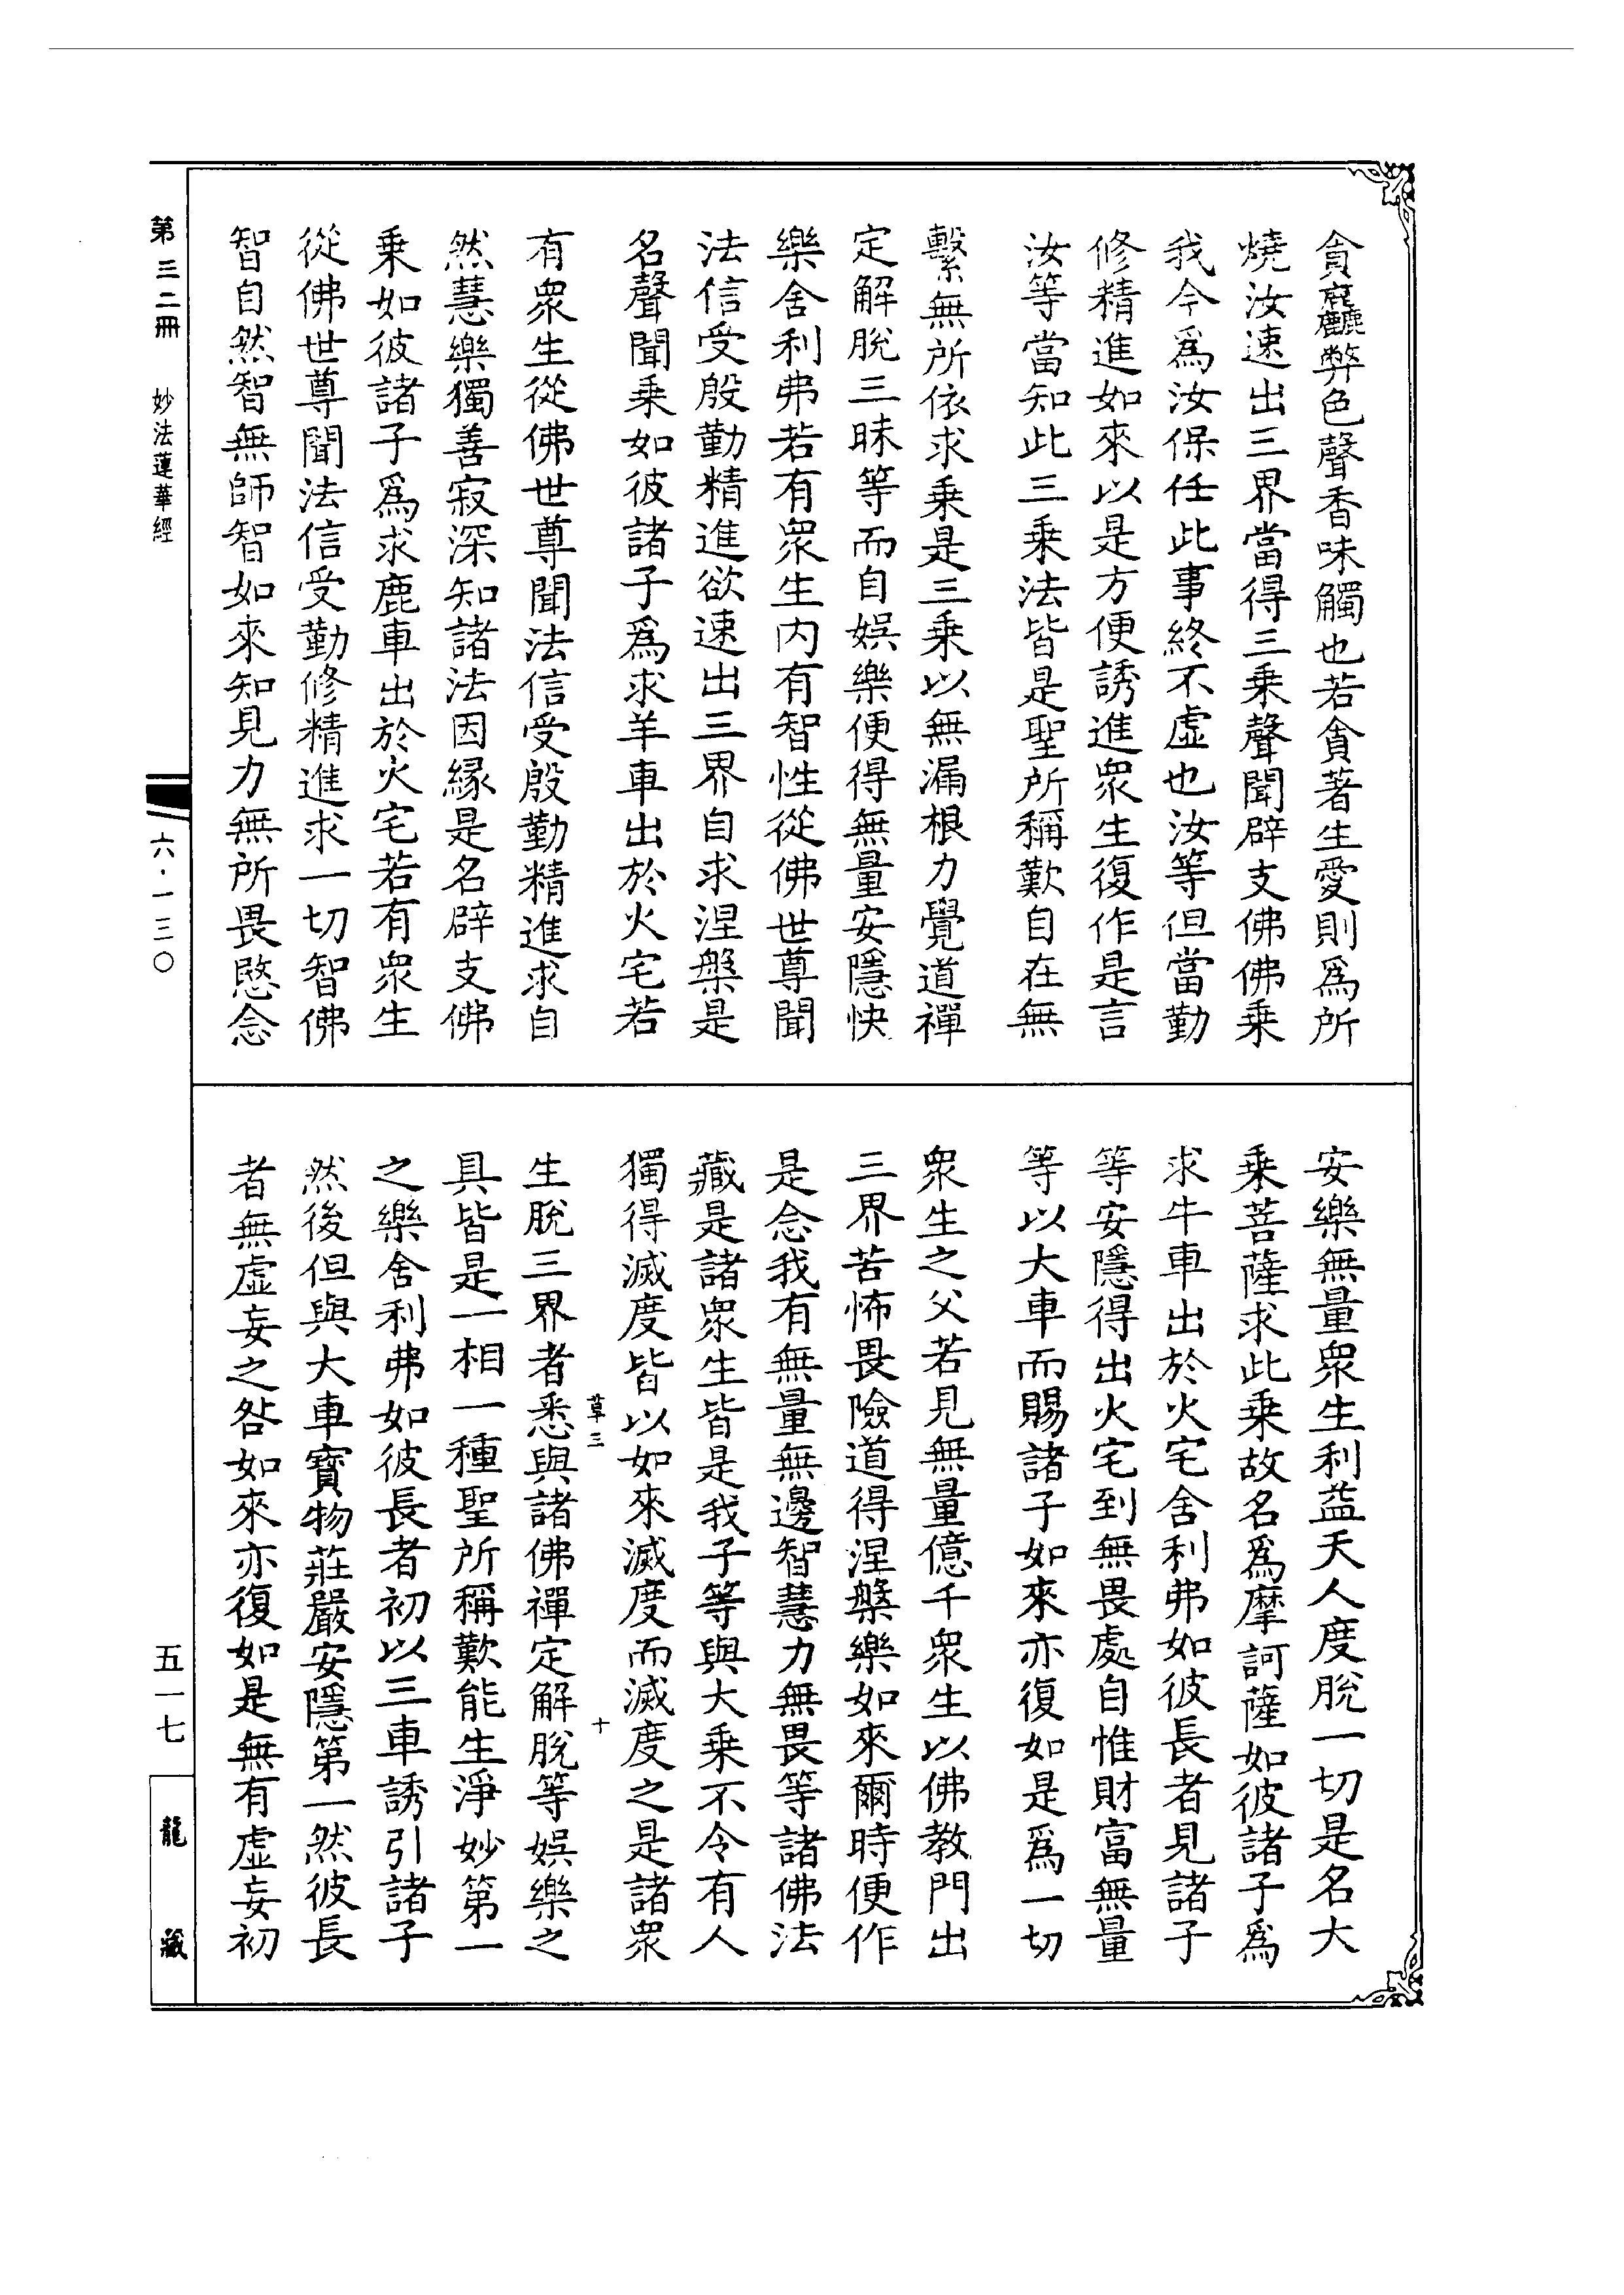 貪麤弊色聲香味觸也若貪著生愛則爲所
燒汝速出三界當得三乘聲聞辟支佛佛乘
我今爲汝保任此事終不虛也汝等但當勤
修精進如來以是方便誘進衆生復作是言
汝等當知此三乘法皆是聖所稱歎自在無
繫無所依求乘是三乘以無漏根力覺道禪
定解脫三昧等而自娛樂便得無量安隱快
樂舍利弗若有衆生內有智性從佛世尊聞
法信受殷勤精進欲速出三界自求涅槃是
名聲聞乘如彼諸子爲求羊車出於火宅若
有衆生從佛世尊聞法信受殷勤精進求自
然慧樂獨善寂深知諸法因緣是名辟支佛
乘如彼諸子爲求鹿車出於火宅若有衆生
從佛世尊聞法信受勤修精進求一切智佛
智自然智無師智如來知見力無所畏愍念
安樂無量衆生利益天人度脫一切是名大
乘菩薩求此乘故名爲摩訶薩如彼諸子爲
求牛車出於火宅舍利弗如彼長者見諸子
等安隱得出火宅到無畏處自惟財富無量
等以大車而賜諸子如來亦復如是爲一切
衆生之父若見無量億千衆生以佛教門出
三界苦怖畏險道得涅槃樂如來爾時便作
是念我有無量無邊智慧力無畏等諸佛法
藏是諸衆生皆是我子等與大乘不令有人
獨得滅度皆以如來滅度而滅度之是諸衆
草三 十
生脫三界者悉與諸佛禪定解脫等娛樂之
具皆是一相一種聖所稱歎能生淨妙第一
之樂舍利弗如彼長者初以三車誘引諸子
然後但與大車寶物莊嚴安隱第一然彼長
者無虛妄之咎如來亦復如是無有虛妄初
第三二冊 妙法蓮華經
六·一三〇
五一七
龍藏